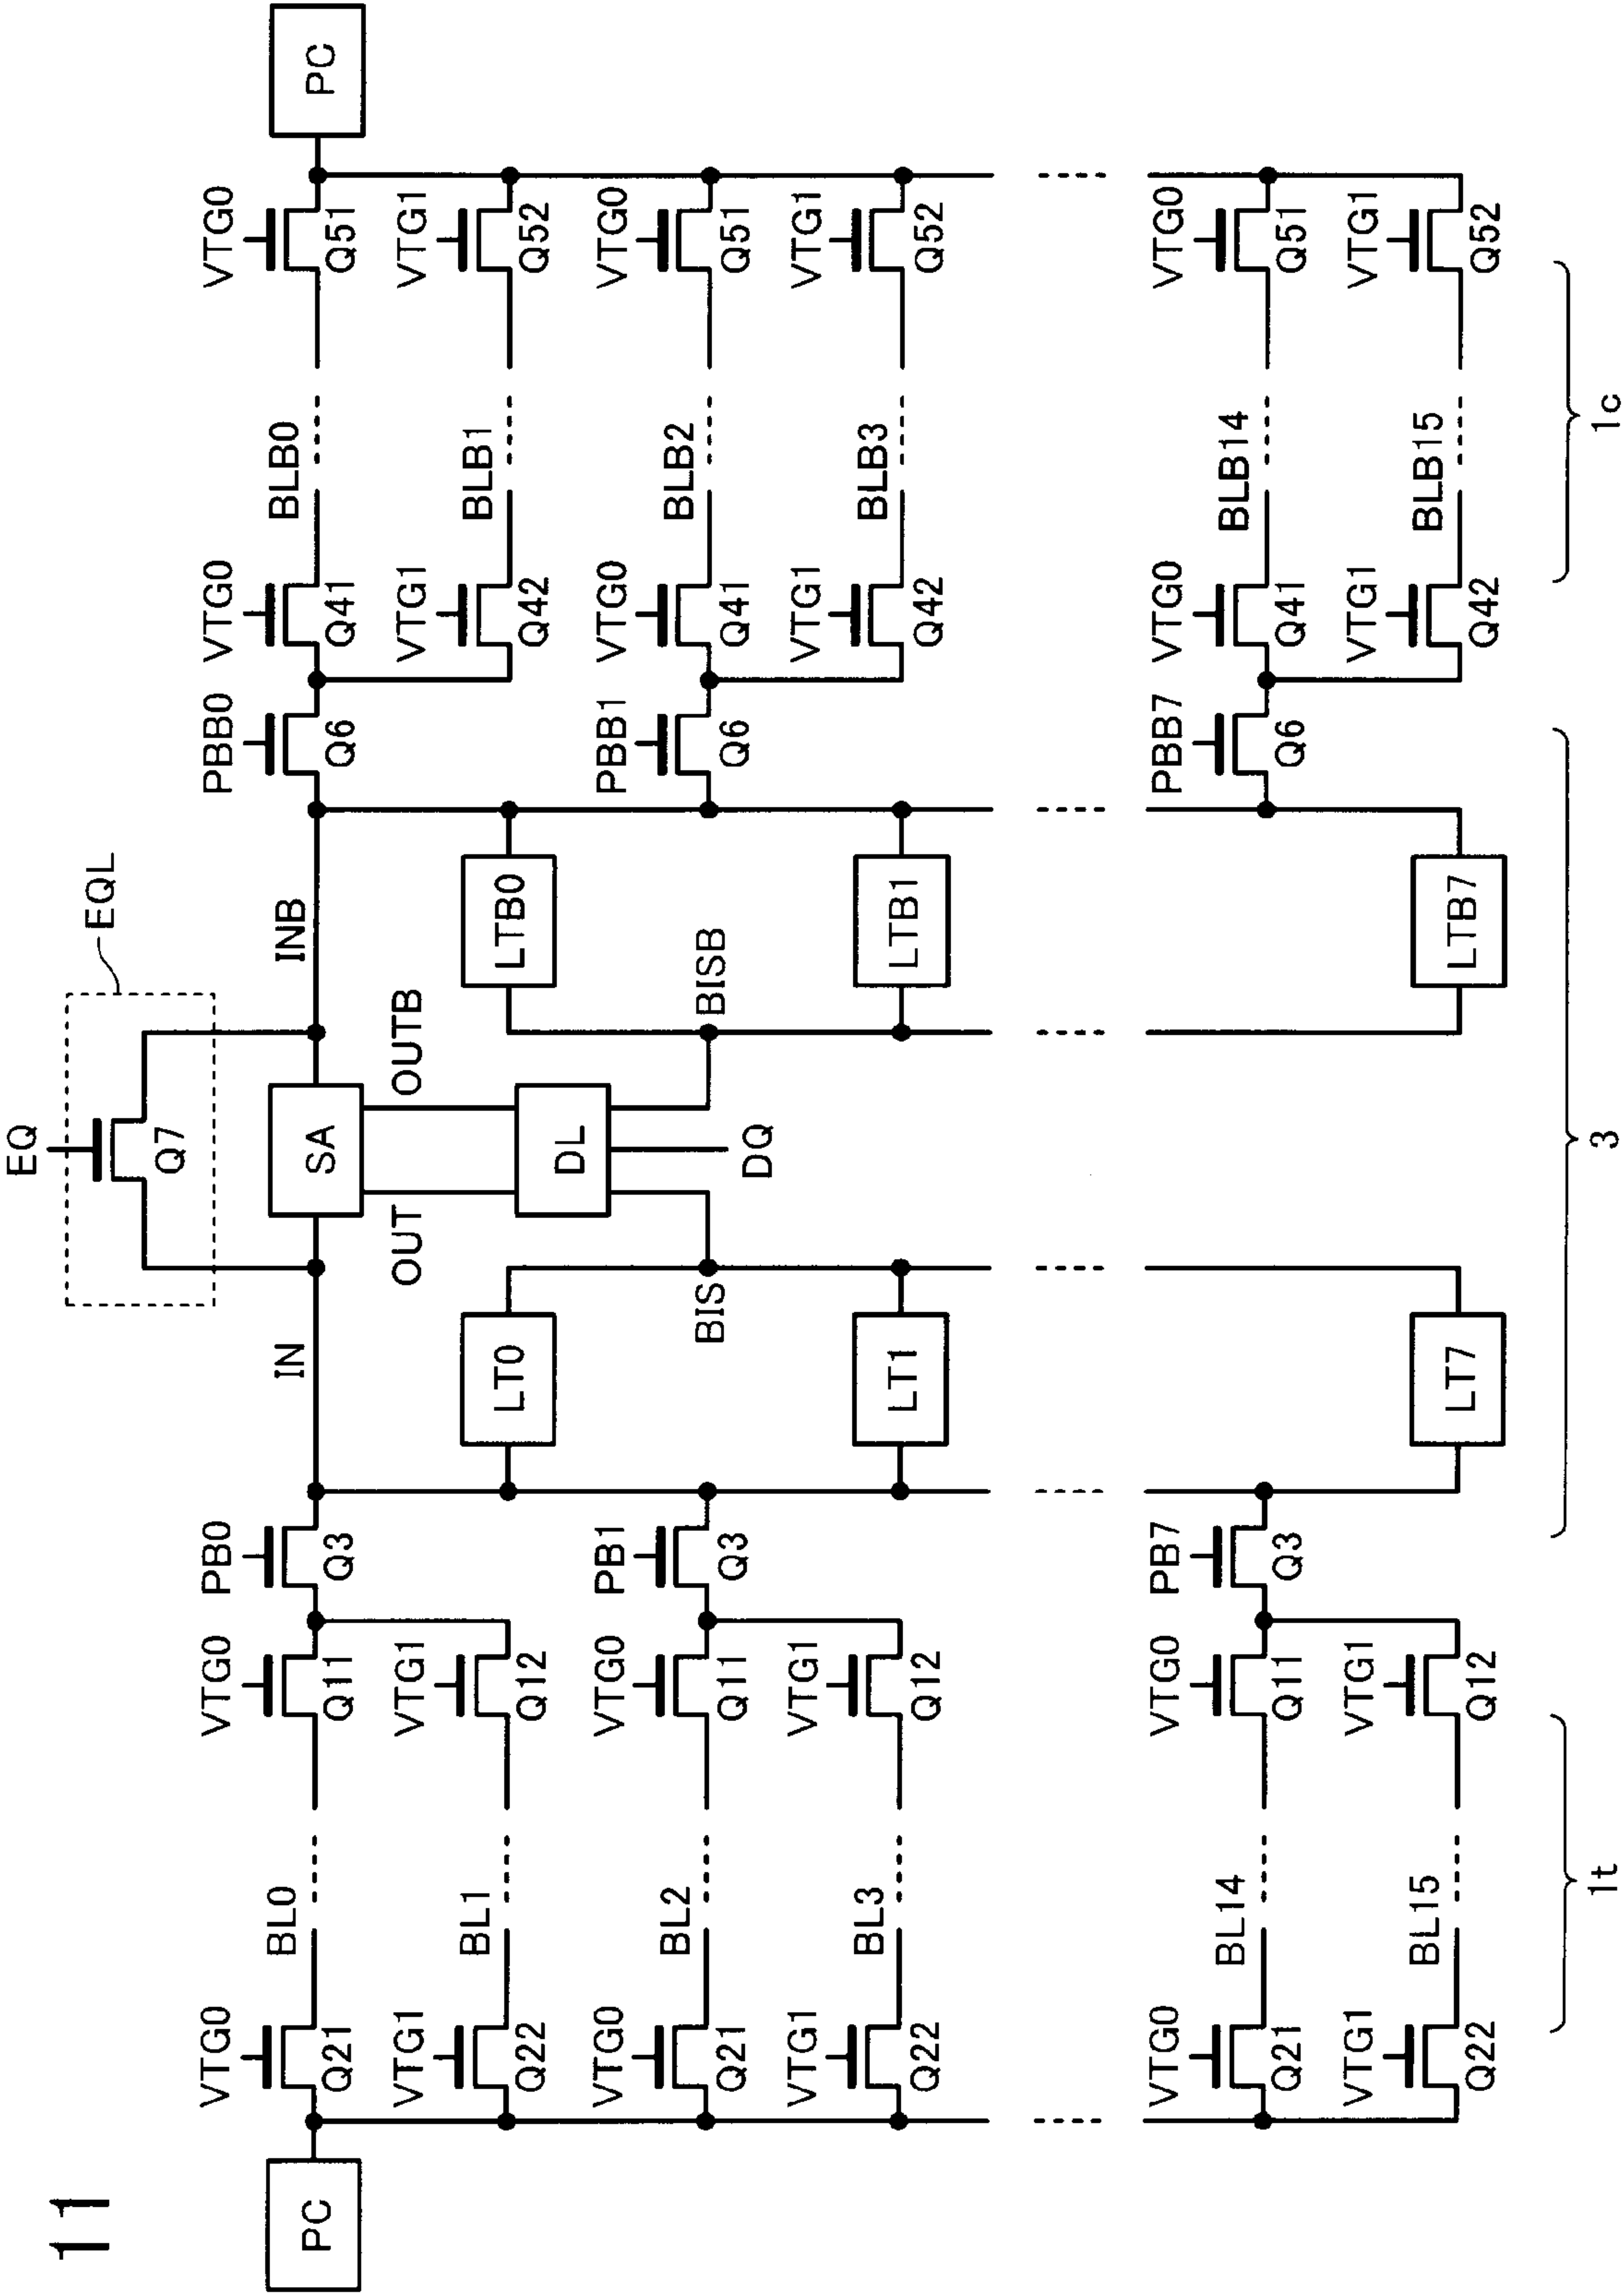 11
EQ
Q7
EQL
PC
VTG0
Q21
BL0
VTG0
Q11
PB0
Q3
IN
SA
INB
PBB0
Q6
VTG0
Q41
BLB0
VTG0
Q51
PC
OUT
OUTB
VTG1
Q22
BL1
VTG1
Q12
LT0
DL
LTB0
VTG1
Q42
BLB1
VTG1
Q52
VTG0
Q21
BL2
VTG0
Q11
PB1
Q3
BIS
DQ
BISB
PBB1
Q6
VTG0
Q41
BLB2
VTG0
Q51
VTG1
Q22
BL3
VTG1
Q12
LT1
LTB1
VTG1
Q42
BLB3
VTG1
Q52
VTG0
Q21
BL14
VTG0
Q11
PB7
Q3
PBB7
Q6
VTG0
Q41
BLB14
VTG0
Q51
VTG1
Q22
BL15
VTG1
Q12
LT7
LTB7
VTG1
Q42
BLB15
VTG1
Q52
1t
3
1c